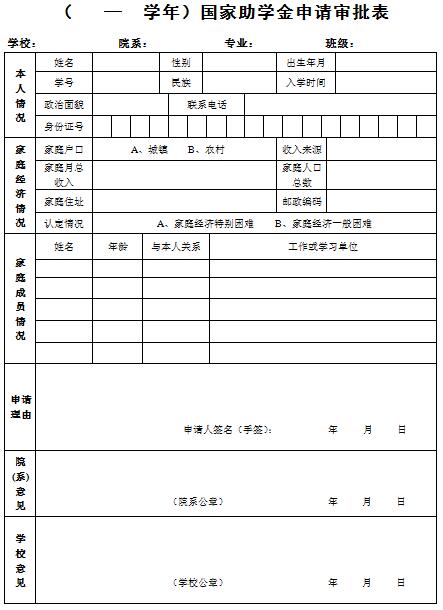 （ — 学年）国家助学金申请审批表
学校： 院系： 专业： 班级：
本人情况
姓名 性别 出生年月
学号 民族 入学时间
政治面貌 联系电话
身份证号
家庭经济情况
家庭户口 A、城镇 B、农村 收入来源
家庭月总收入 家庭人口总数
家庭住址 邮政编码
认定情况 A、家庭经济特别困难 B、家庭经济一般困难
家庭成员情况
姓名 年龄 与本人关系 工作或学习单位
申请理由
申请人签名（手签）： 年 月 日
院(系)意见
（院系公章） 年 月 日
学校意见
（学校公章） 年 月 日